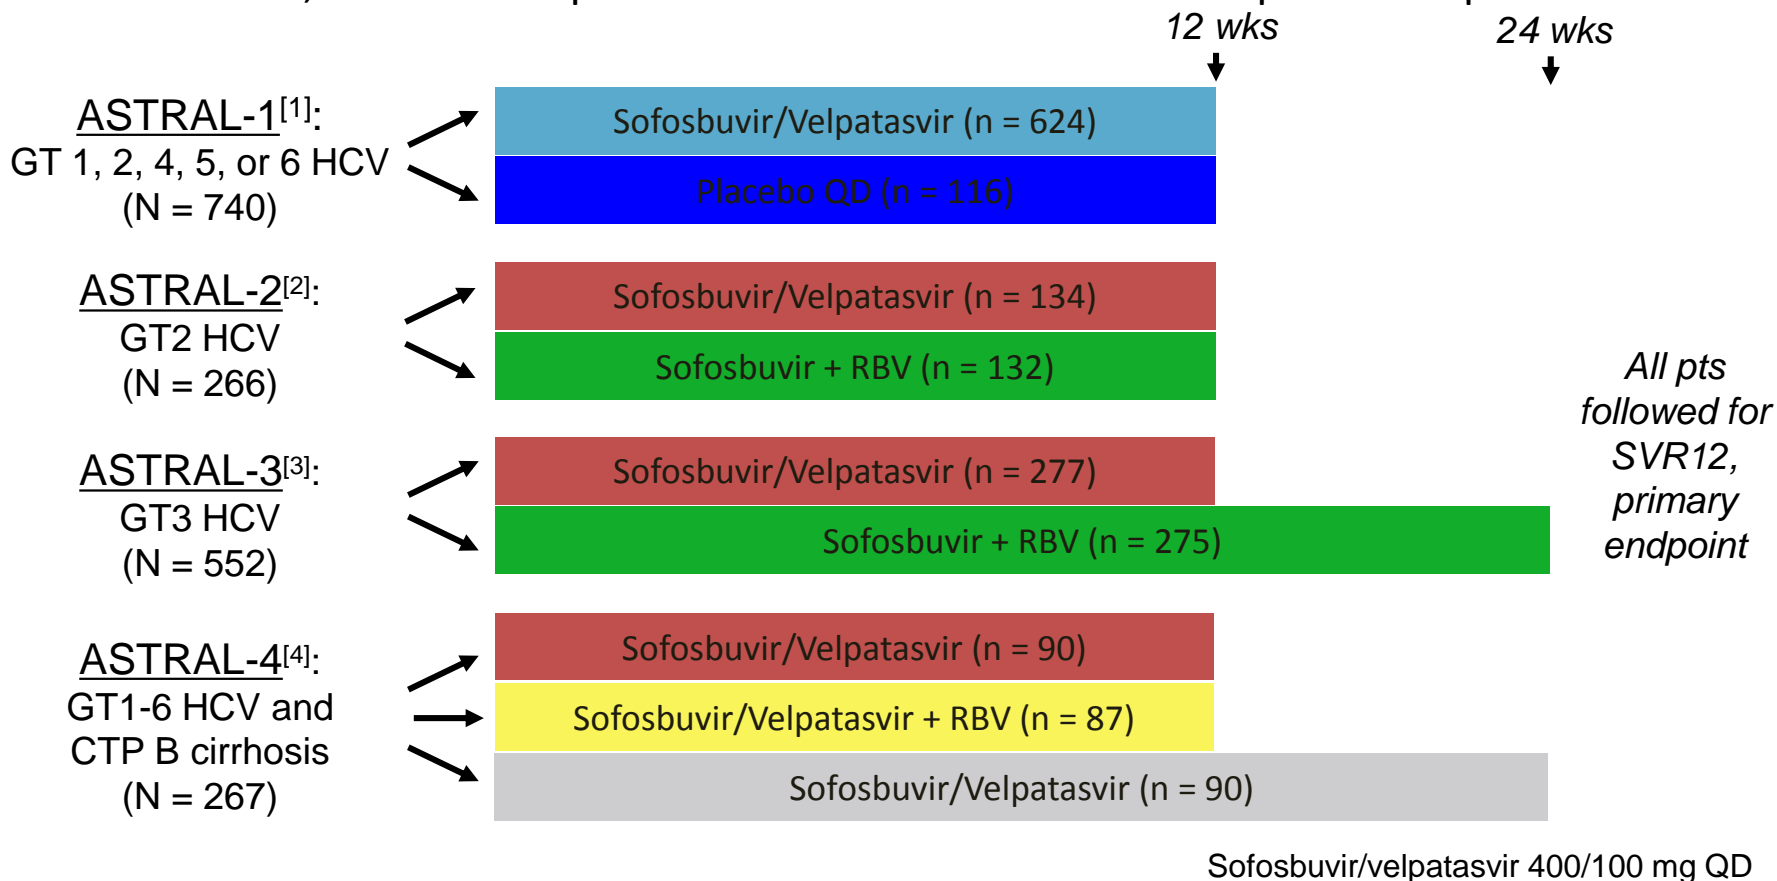 12 wks
24 wks
ASTRAL-1[1]:
GT 1, 2, 4, 5, or 6 HCV
(N = 740)
Sofosbuvir/Velpatasvir (n = 624)
Placebo QD (n = 116)
ASTRAL-2[2]:
GT2 HCV
(N = 266)
Sofosbuvir/Velpatasvir (n = 134)
Sofosbuvir + RBV (n = 132)
ASTRAL-3[3]:
GT3 HCV
(N = 552)
Sofosbuvir/Velpatasvir (n = 277)
Sofosbuvir + RBV (n = 275)
ASTRAL-4[4]:
GT1-6 HCV and
CTP B cirrhosis
(N = 267)
Sofosbuvir/Velpatasvir (n = 90)
Sofosbuvir/Velpatasvir + RBV (n = 87)
Sofosbuvir/Velpatasvir (n = 90)
All pts
followed for
SVR12,
primary
endpoint
Sofosbuvir/velpatasvir 400/100 mg QD